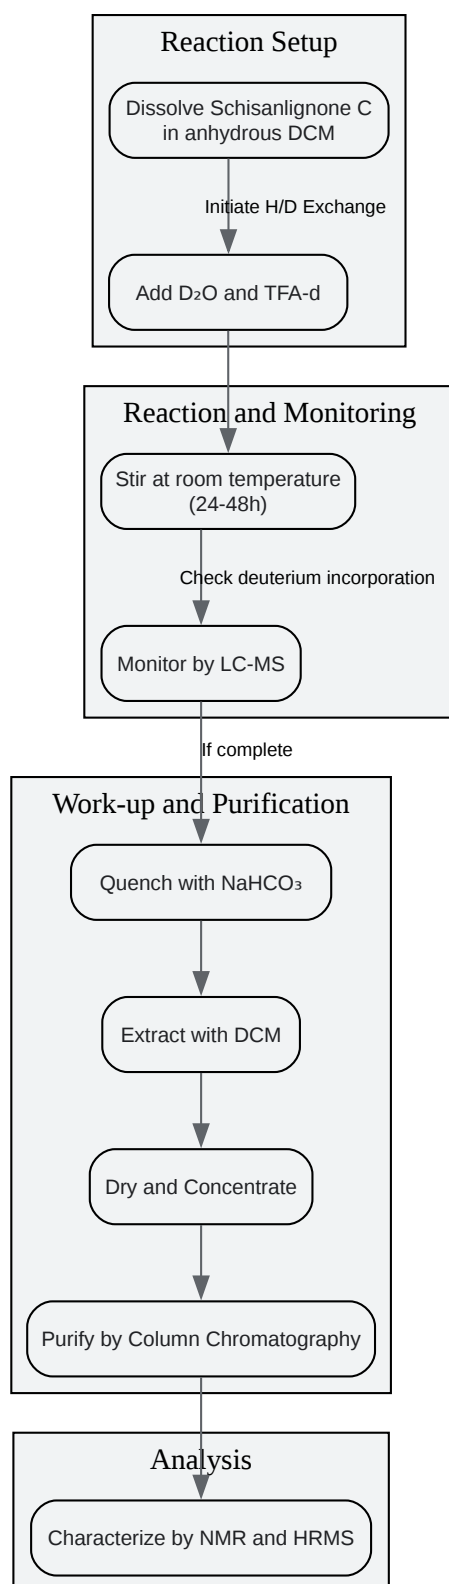 Reaction Setup
Dissolve Schisanlignone C
in anhydrous DCM
Initiate H/D Exchange
Add D₂O and TFA-d
Reaction and Monitoring
Stir at room temperature
(24-48h)
Check deuterium incorporation
Monitor by LC-MS
If complete
Work-up and Purification
Quench with NaHCO₃
Extract with DCM
Dry and Concentrate
Purify by Column Chromatography
Analysis
Characterize by NMR and HRMS